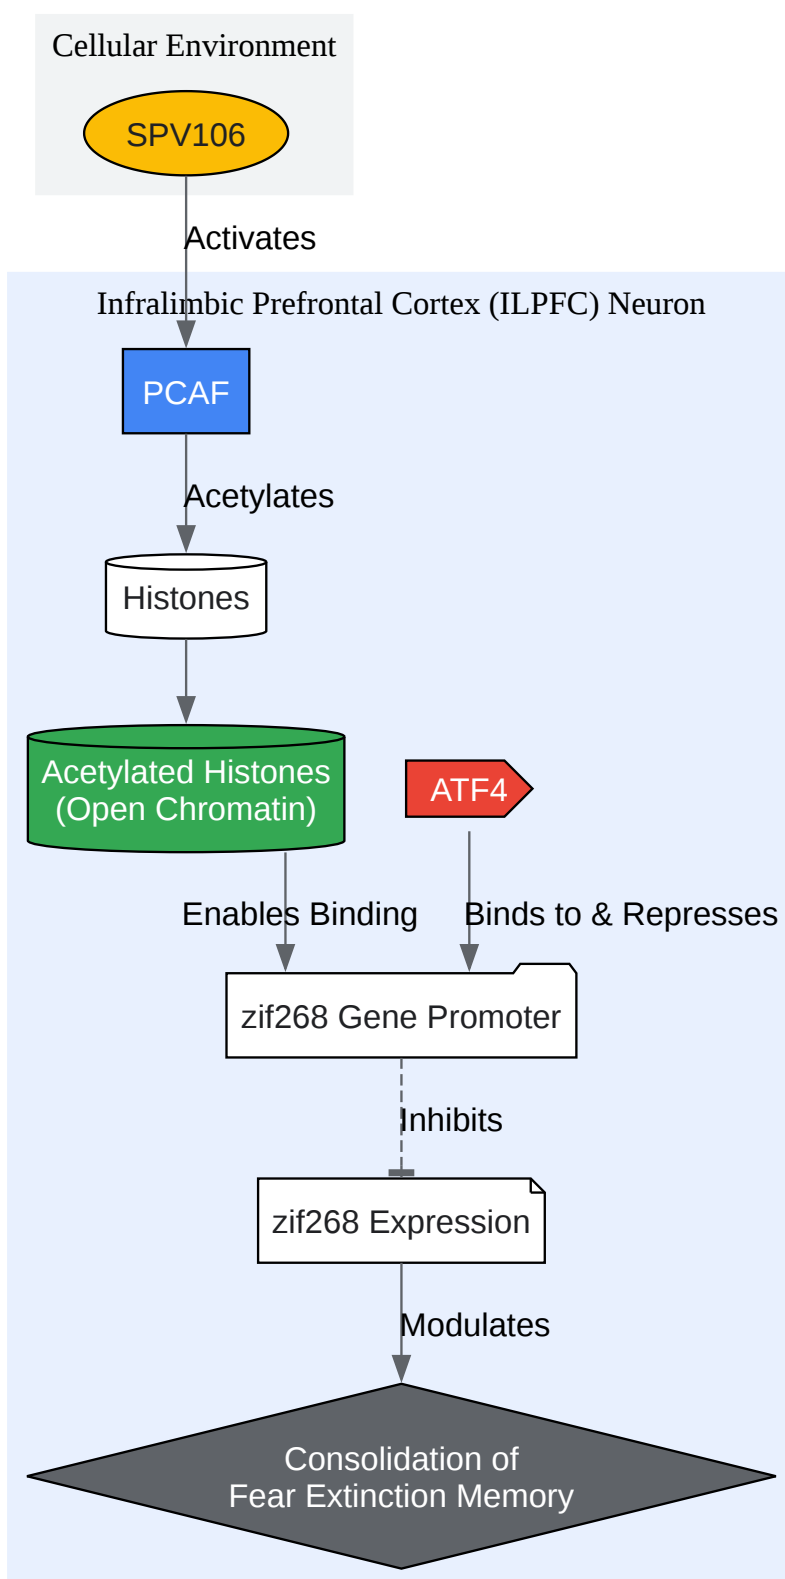 Cellular Environment
SPV106
Activates
Infralimbic Prefrontal Cortex (ILPFC) Neuron
PCAF
Acetylates
Histones
Acetylated Histones
(Open Chromatin)
ATF4
Enables Binding
Binds to & Represses
zif268 Gene Promoter
Inhibits
zif268 Expression
Modulates
Consolidation of
Fear Extinction Memory